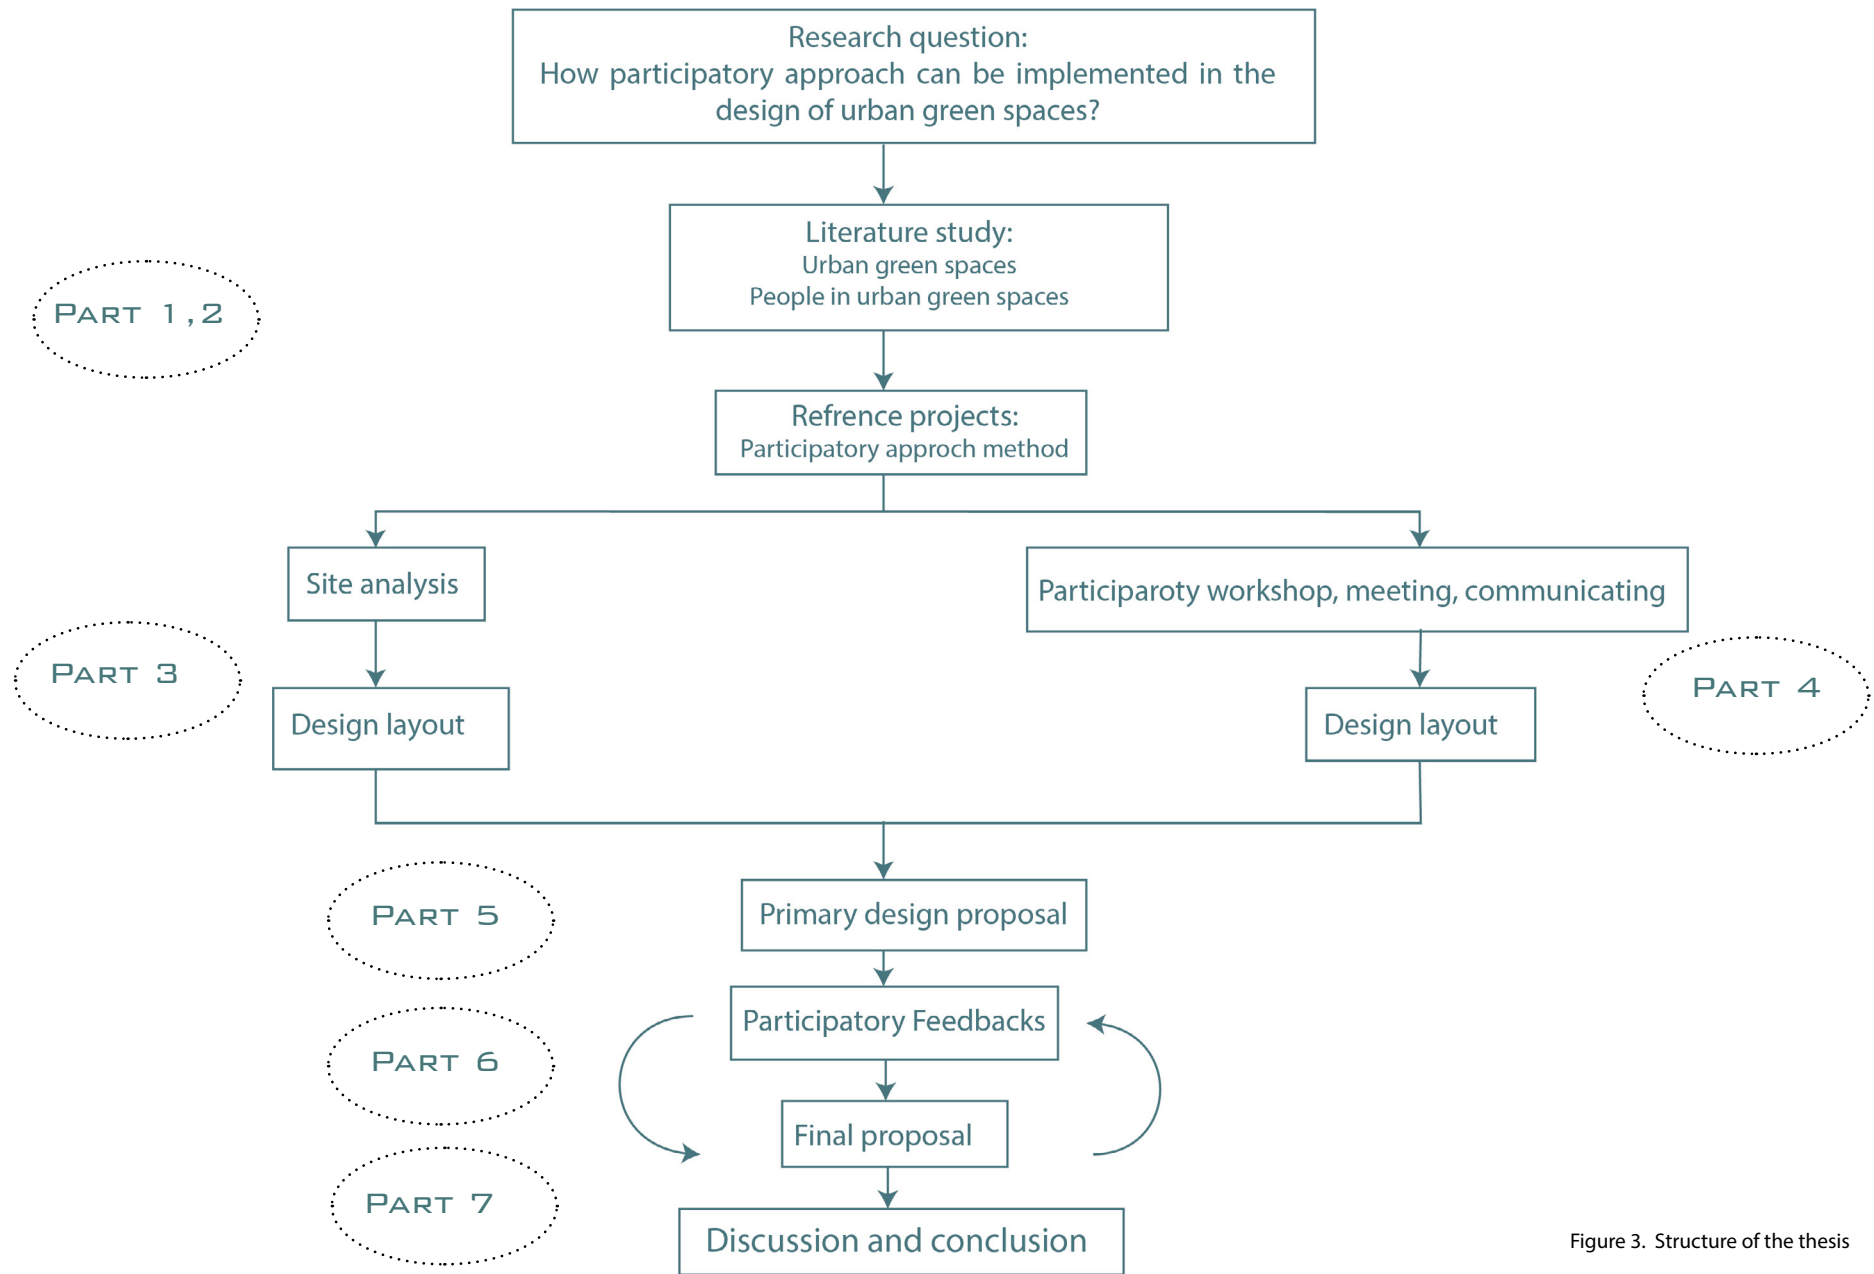 Research question:
How participatory approach can be implemented in the
design of urban green spaces?
Literature study:
Urban green spaces
People in urban green spaces
Part 1,2
Refrence projects:
Participatory approch method
Site analysis
Participaroty workshop, meeting, communicating
Part 3
Design layout
Design layout
Part 4
Part 5
Primary design proposal
Participatory Feedbacks
Part 6
Final proposal
Part 7
Discussion and conclusion
Figure 3. Structure of the thesis